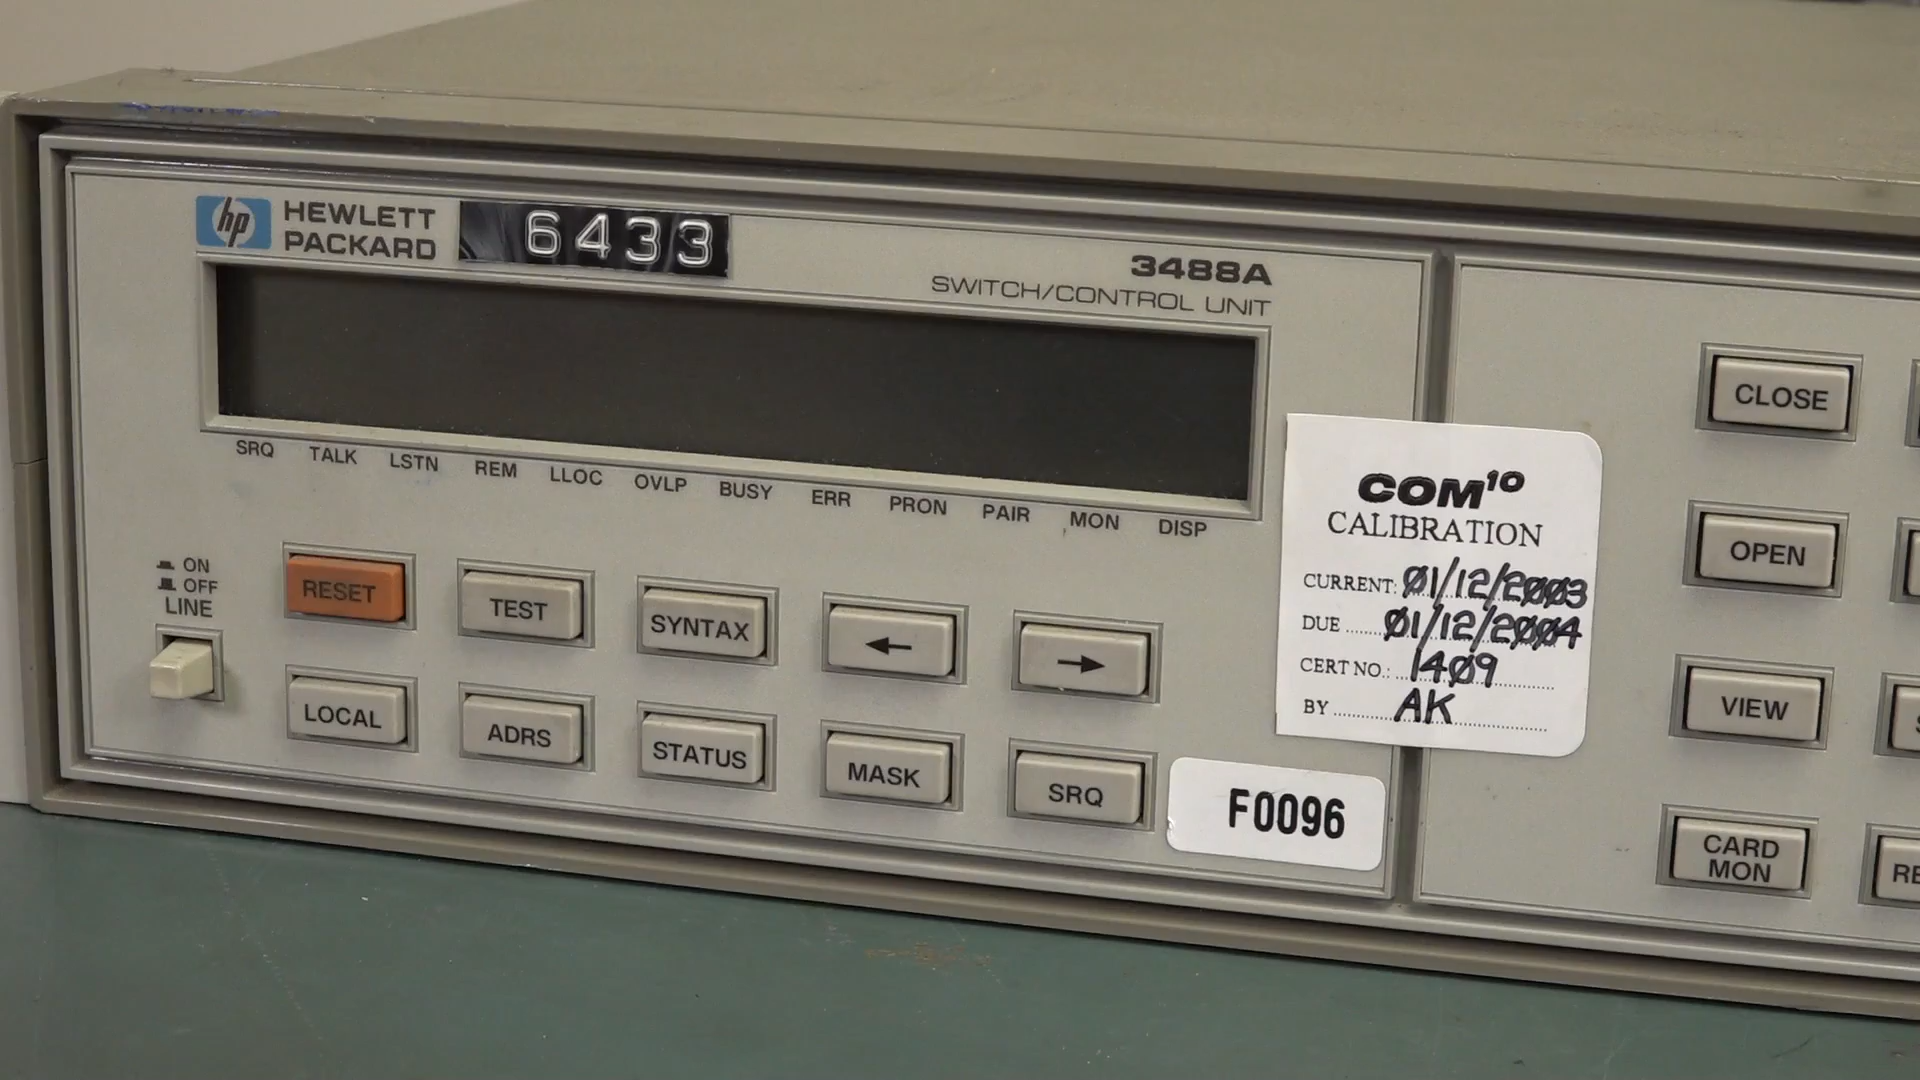 hp HEWLETT PACKARD
6433
3488A
SWITCH/CONTROL UNIT
SRQ TALK LSTN REM LLOC OVLP BUSY ERR PRON PAIR MON DISP
ON
OFF
LINE
RESET TEST SYNTAX ← →
LOCAL ADRS STATUS MASK SRQ
COM10
CALIBRATION
CURRENT: 01/12/2003
DUE ..... 01/12/2004
CERT NO.: ... 1409
BY ........ AK
F0096
CLOSE
OPEN
VIEW
CARD
MON